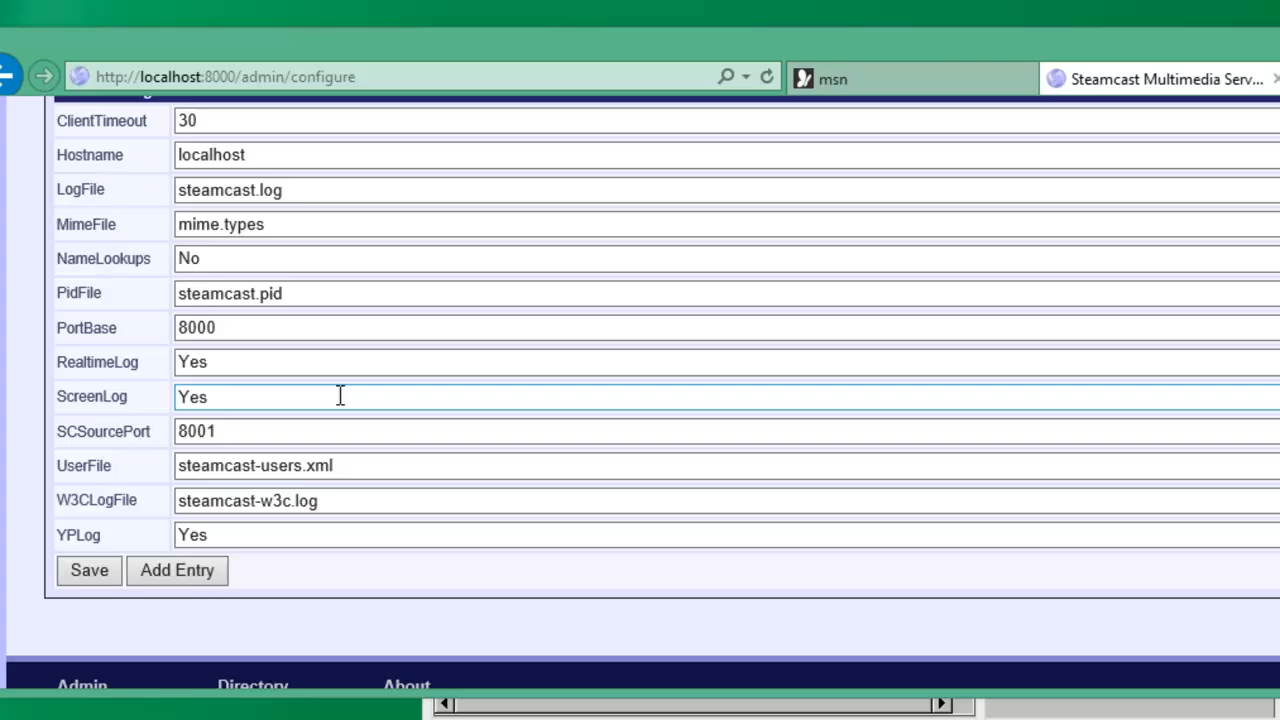 http://localhost:8000/admin/configure
msn
Steamcast Multimedia Serv...
ClientTimeout 30
Hostname localhost
LogFile steamcast.log
MimeFile mime.types
NameLookups No
PidFile steamcast.pid
PortBase 8000
RealtimeLog Yes
ScreenLog Yes
SCSourcePort 8001
UserFile steamcast-users.xml
W3CLogFile steamcast-w3c.log
YPLog Yes
Save Add Entry
Admin Directory About